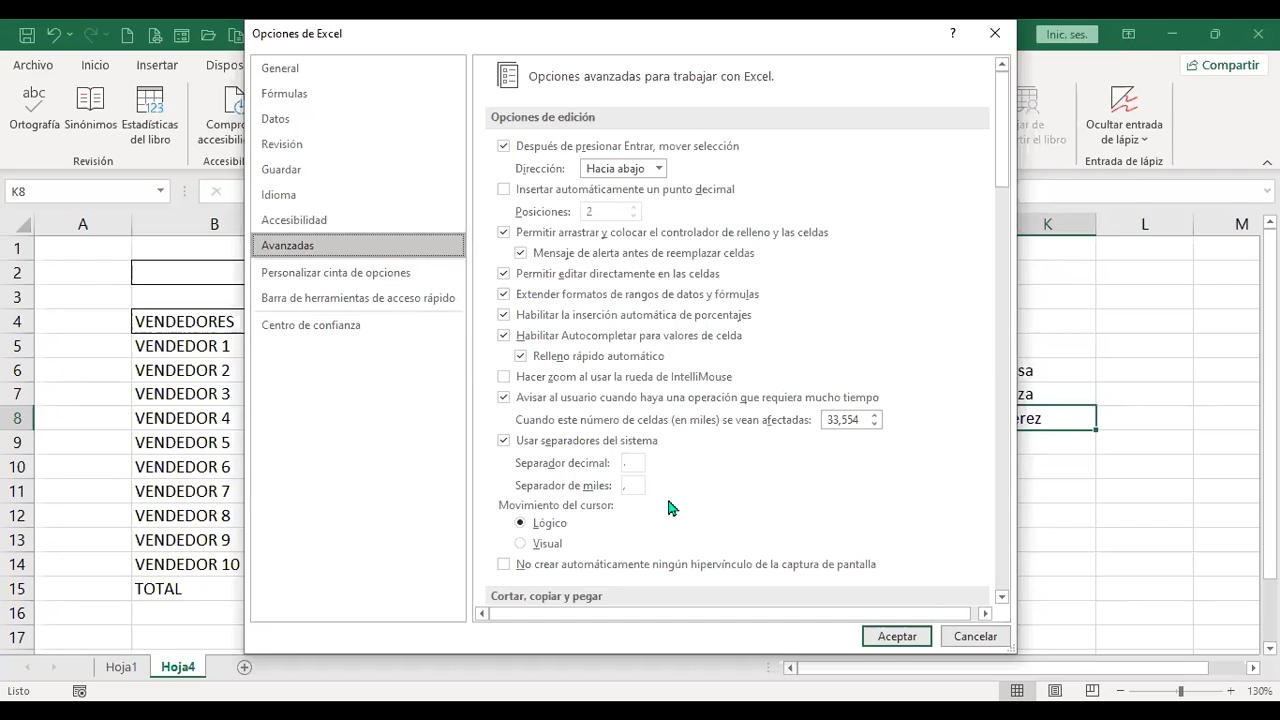 Opciones de Excel
?
Inic. ses.
Archivo
Inicio
Insertar
Dispos
Compartir
abc
Ortografía
Sinónimos
123
Estadísticas
del libro
Revisión
Compro
accesibili
Accesibil
jar de
rtir el libro
Ocultar entrada
de lápiz
Entrada de lápiz
K8
General
Fórmulas
Datos
Revisión
Guardar
Idioma
Accesibilidad
Avanzadas
Personalizar cinta de opciones
Barra de herramientas de acceso rápido
Centro de confianza
Opciones avanzadas para trabajar con Excel.
Opciones de edición
Después de presionar Entrar, mover selección
Dirección: Hacia abajo
Insertar automáticamente un punto decimal
Posiciones: 2
Permitir arrastrar y colocar el controlador de relleno y las celdas
Mensaje de alerta antes de reemplazar celdas
Permitir editar directamente en las celdas
Extender formatos de rangos de datos y fórmulas
Habilitar la inserción automática de porcentajes
Habilitar Autocompletar para valores de celda
Relleno rápido automático
Hacer zoom al usar la rueda de IntelliMouse
Avisar al usuario cuando haya una operación que requiera mucho tiempo
Cuando este número de celdas (en miles) se vean afectadas: 33,554
Usar separadores del sistema
Separador decimal: .
Separador de miles: ,
Movimiento del cursor:
Lógico
Visual
No crear automáticamente ningún hipervínculo de la captura de pantalla
Cortar, copiar y pegar
Aceptar
Cancelar
A B K L M
1
2
3
4 VENDEDORES
5 VENDEDOR 1
6 VENDEDOR 2 sa
7 VENDEDOR 3 za
8 VENDEDOR 4 erez
9 VENDEDOR 5
10 VENDEDOR 6
11 VENDEDOR 7
12 VENDEDOR 8
13 VENDEDOR 9
14 VENDEDOR 10
15 TOTAL
16
17
Hoja1
Hoja4
Listo
130%